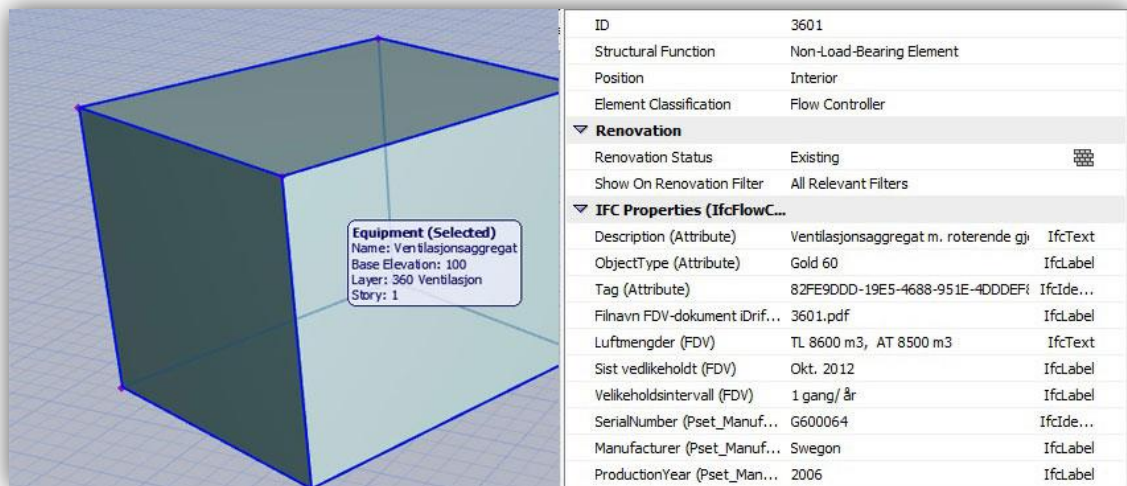 Equipment (Selected)
Name: Ventilasjonsaggregat
Base Elevation: 100
Layer: 360 Ventilasjon
Story: 1
ID 3601
Structural Function Non-Load-Bearing Element
Position Interior
Element Classification Flow Controller
Renovation
Renovation Status Existing
Show On Renovation Filter All Relevant Filters
IFC Properties (IfcFlowC...
Description (Attribute) Ventilasjonsaggregat m. roterende gj IfcText
ObjectType (Attribute) Gold 60 IfcLabel
Tag (Attribute) 82FE9DDD-19E5-4688-951E-4DDDEF8 IfcIde...
Filnavn FDV-dokument iDrif... 3601.pdf IfcLabel
Luftmengder (FDV) TL 8600 m3, AT 8500 m3 IfcText
Sist vedlikeholdt (FDV) Okt. 2012 IfcLabel
Velikeholdsintervall (FDV) 1 gang/ år IfcLabel
SerialNumber (Pset_Manuf... G600064 IfcIde...
Manufacturer (Pset_Manuf... Swegon IfcLabel
ProductionYear (Pset_Man... 2006 IfcLabel